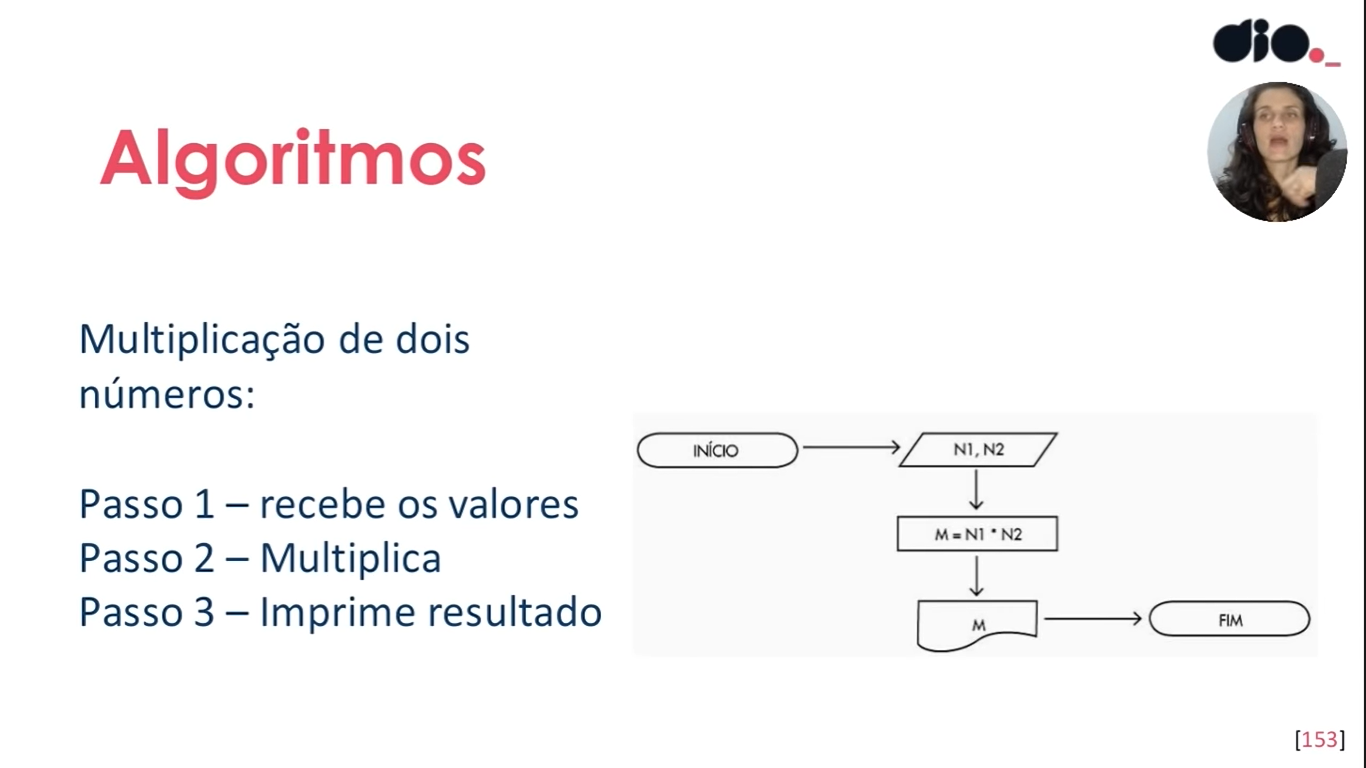 dio._
Algoritmos
Multiplicação de dois
números:
Passo 1 – recebe os valores
Passo 2 – Multiplica
Passo 3 – Imprime resultado
INÍCIO
N1, N2
M = N1 * N2
M
FIM
[153]